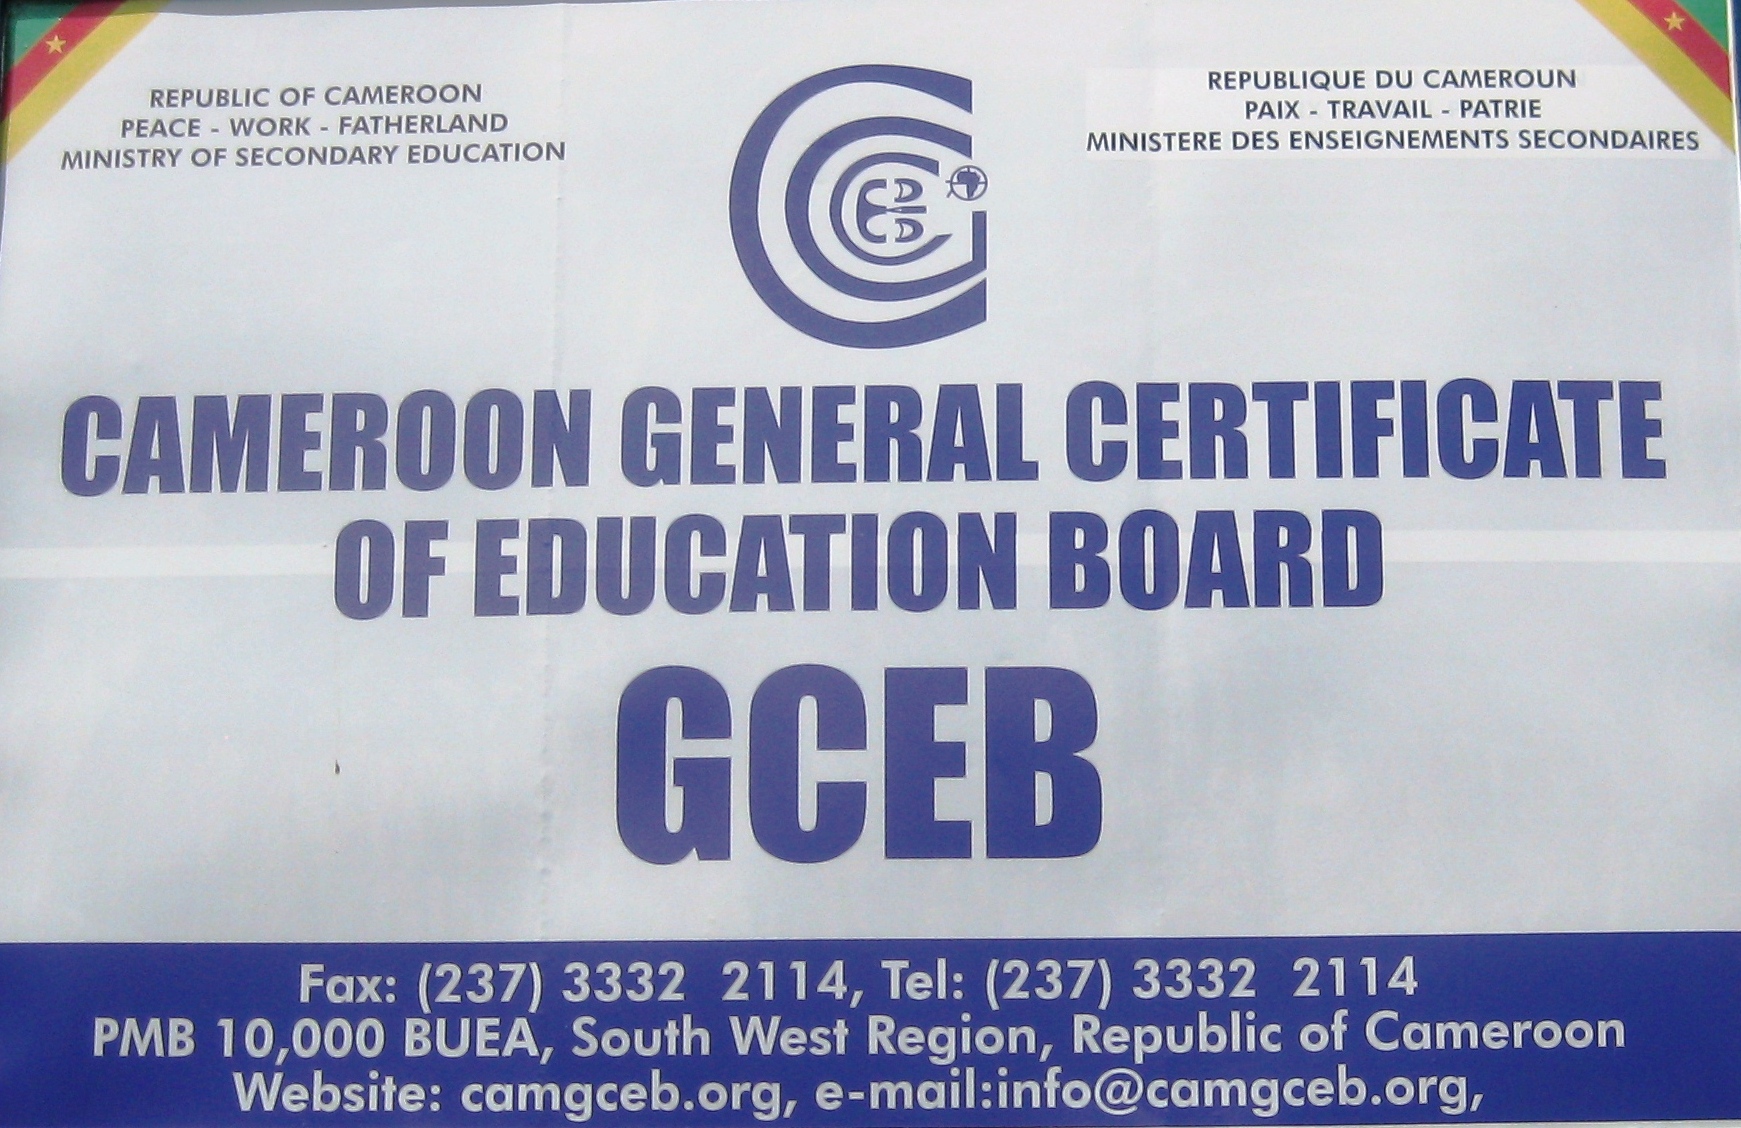 REPUBLIC OF CAMEROON
PEACE - WORK - FATHERLAND
MINISTRY OF SECONDARY EDUCATION
REPUBLIQUE DU CAMEROUN
PAIX - TRAVAIL - PATRIE
MINISTERE DES ENSEIGNEMENTS SECONDAIRES
CAMEROON GENERAL CERTIFICATE
OF EDUCATION BOARD
GCEB
Fax: (237) 3332 2114, Tel: (237) 3332 2114
PMB 10,000 BUEA, South West Region, Republic of Cameroon
Website: camgceb.org, e-mail:info@camgceb.org,